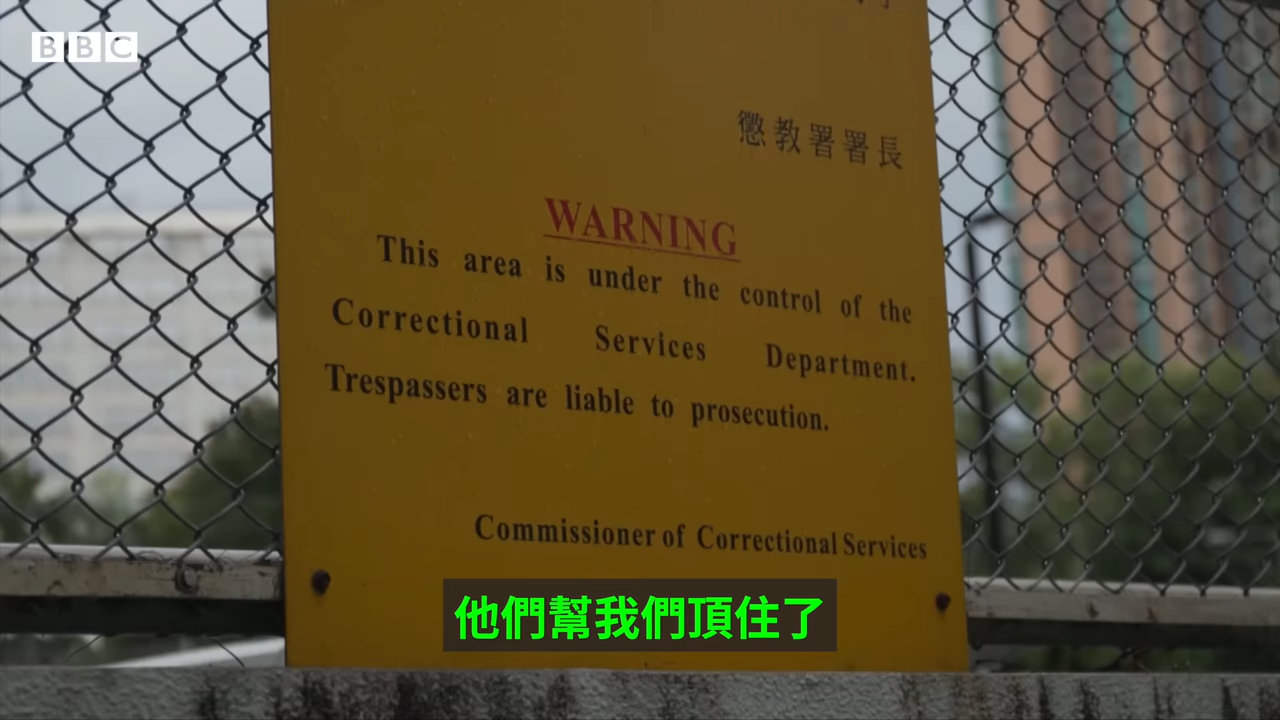 BBC
懲教署署長
WARNING
This area is under the control of the
Correctional Services Department.
Trespassers are liable to prosecution.
Commissioner of Correctional Services
他們幫我們頂住了